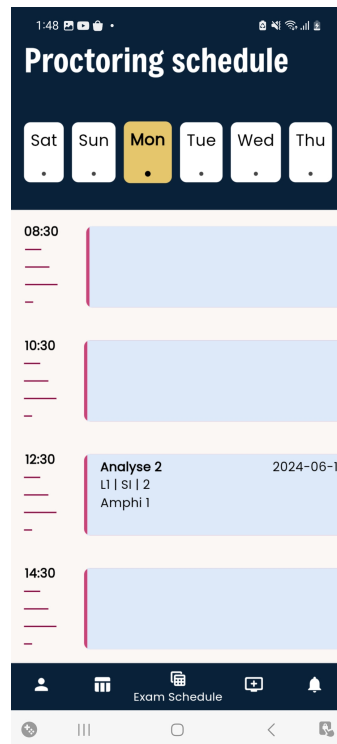 1:48
Proctoring schedule
Sat Sun Mon Tue Wed Thu
08:30
10:30
12:30
Analyse 2 2024-06-1
L1 | SI | 2
Amphi 1
14:30
Exam Schedule